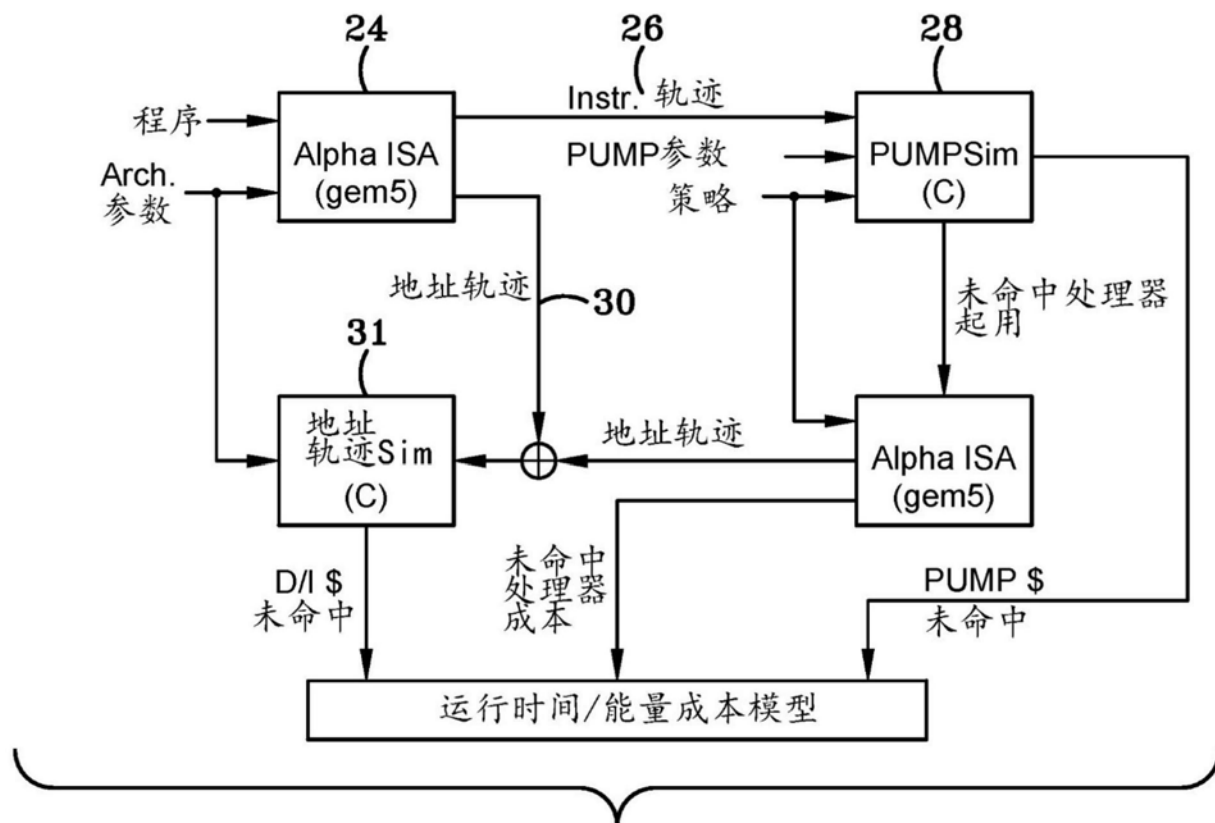 24
26
28
程序
Alpha ISA
(gem5)
Instr. 轨迹
PUMP参数
策略
PUMPSim
(C)
Arch.
参数
地址轨迹
30
未命中处理器
起用
31
地址
轨迹Sim
(C)
地址轨迹
Alpha ISA
(gem5)
D/I $
未命中
未命中
处理器
成本
PUMP $
未命中
运行时间/能量成本模型